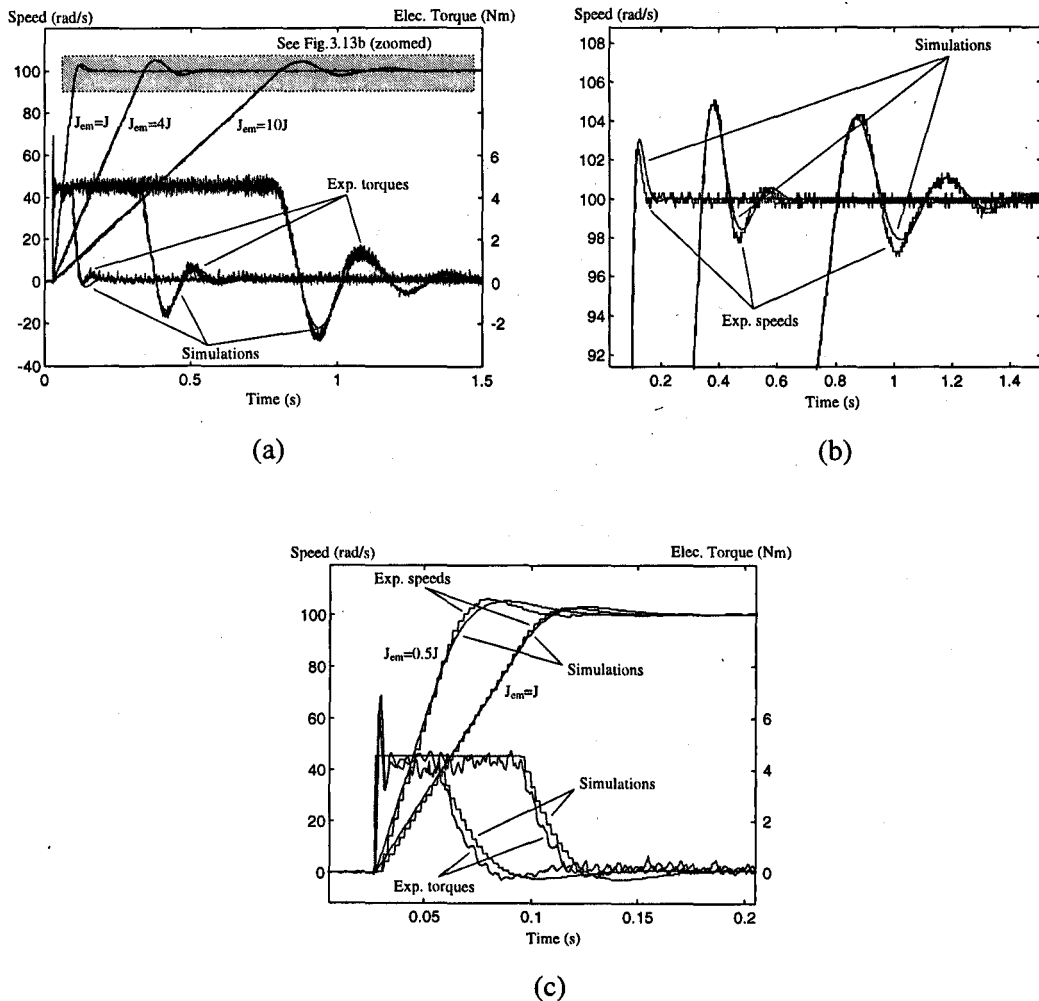 Speed (rad/s)
Elec. Torque (Nm)
See Fig.3.13b (zoomed)
100
80
60
40
20
0
-20
-40
6
4
2
0
-2
J_em=J
J_em=4J
J_em=10J
Exp. torques
Simulations
0
0.5
1
1.5
Time (s)
(a)
Speed (rad/s)
108
106
104
102
100
98
96
94
92
Simulations
Exp. speeds
0.2
0.4
0.6
0.8
1
1.2
1.4
Time (s)
(b)
Speed (rad/s)
Elec. Torque (Nm)
100
80
60
40
20
0
6
4
2
0
Exp. speeds
J_em=0.5J
Simulations
J_em=J
Simulations
Exp. torques
0.05
0.1
0.15
0.2
Time (s)
(c)